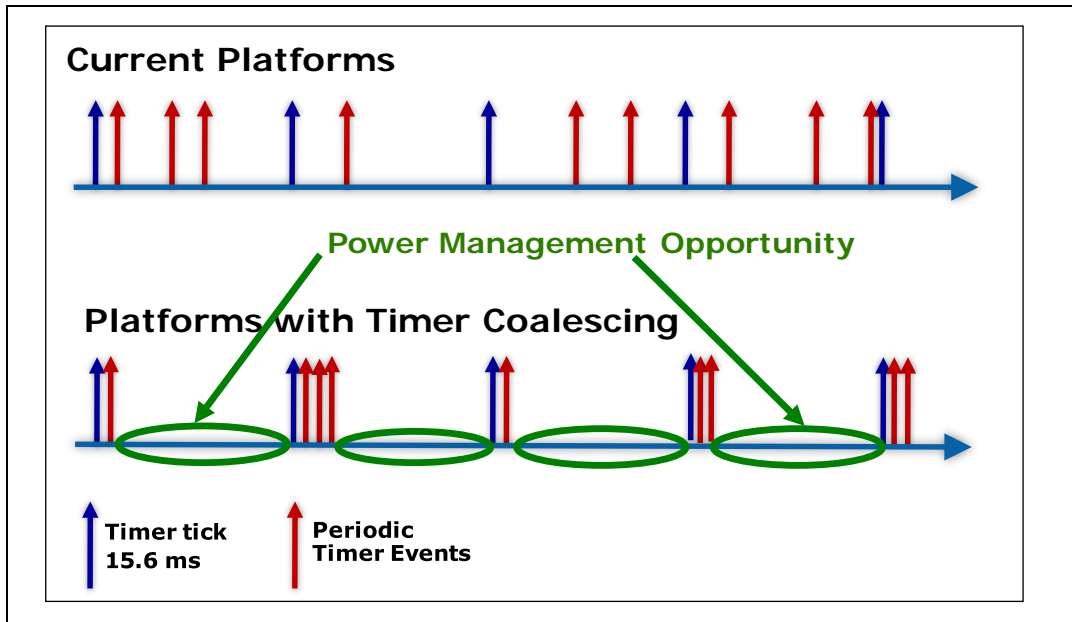 Current Platforms
Power Management Opportunity
Platforms with Timer Coalescing
Timer tick
15.6 ms
Periodic
Timer Events